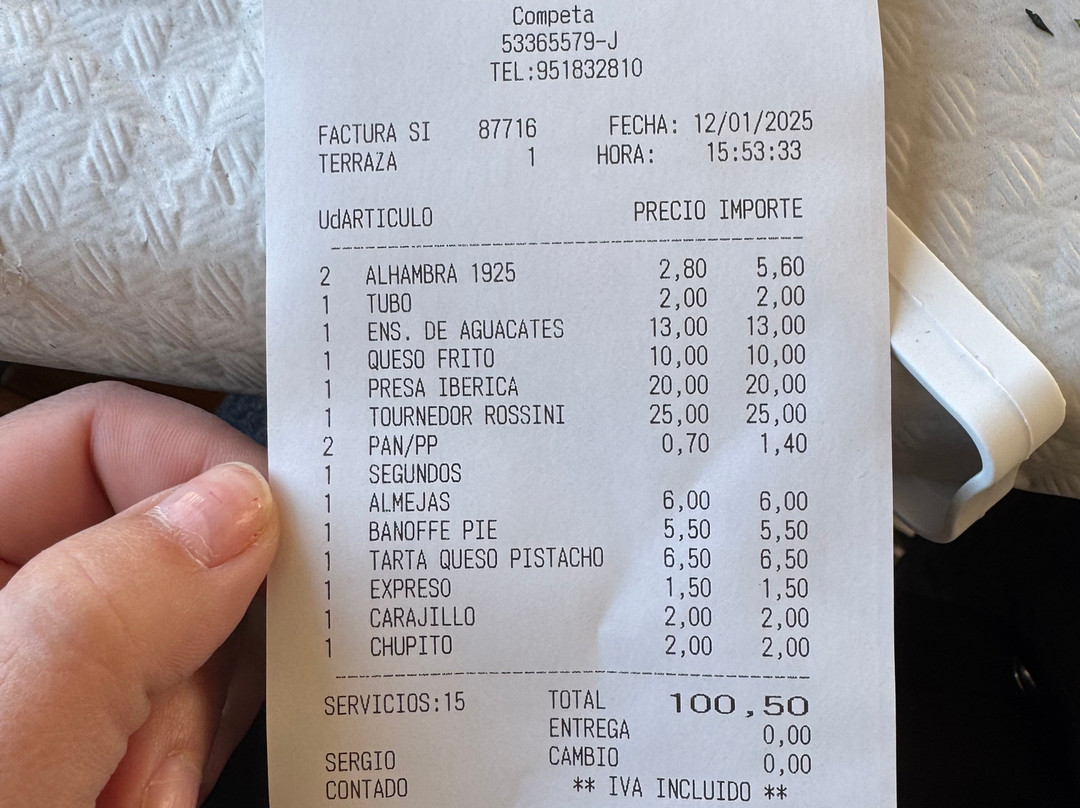 Competa
53365579-J
TEL:951832810
FACTURA SI 87716 FECHA: 12/01/2025
TERRAZA 1 HORA: 15:53:33
UdARTICULO PRECIO IMPORTE
2 ALHAMBRA 1925 2,80 5,60
1 TUBO 2,00 2,00
1 ENS. DE AGUACATES 13,00 13,00
1 QUESO FRITO 10,00 10,00
1 PRESA IBERICA 20,00 20,00
1 TOURNEDOR ROSSINI 25,00 25,00
2 PAN/PP 0,70 1,40
1 SEGUNDOS
1 ALMEJAS 6,00 6,00
1 BANOFFE PIE 5,50 5,50
1 TARTA QUESO PISTACHO 6,50 6,50
1 EXPRESO 1,50 1,50
1 CARAJILLO 2,00 2,00
1 CHUPITO 2,00 2,00
SERVICIOS:15 TOTAL 100,50
ENTREGA 0,00
SERGIO CAMBIO 0,00
CONTADO ** IVA INCLUIDO **